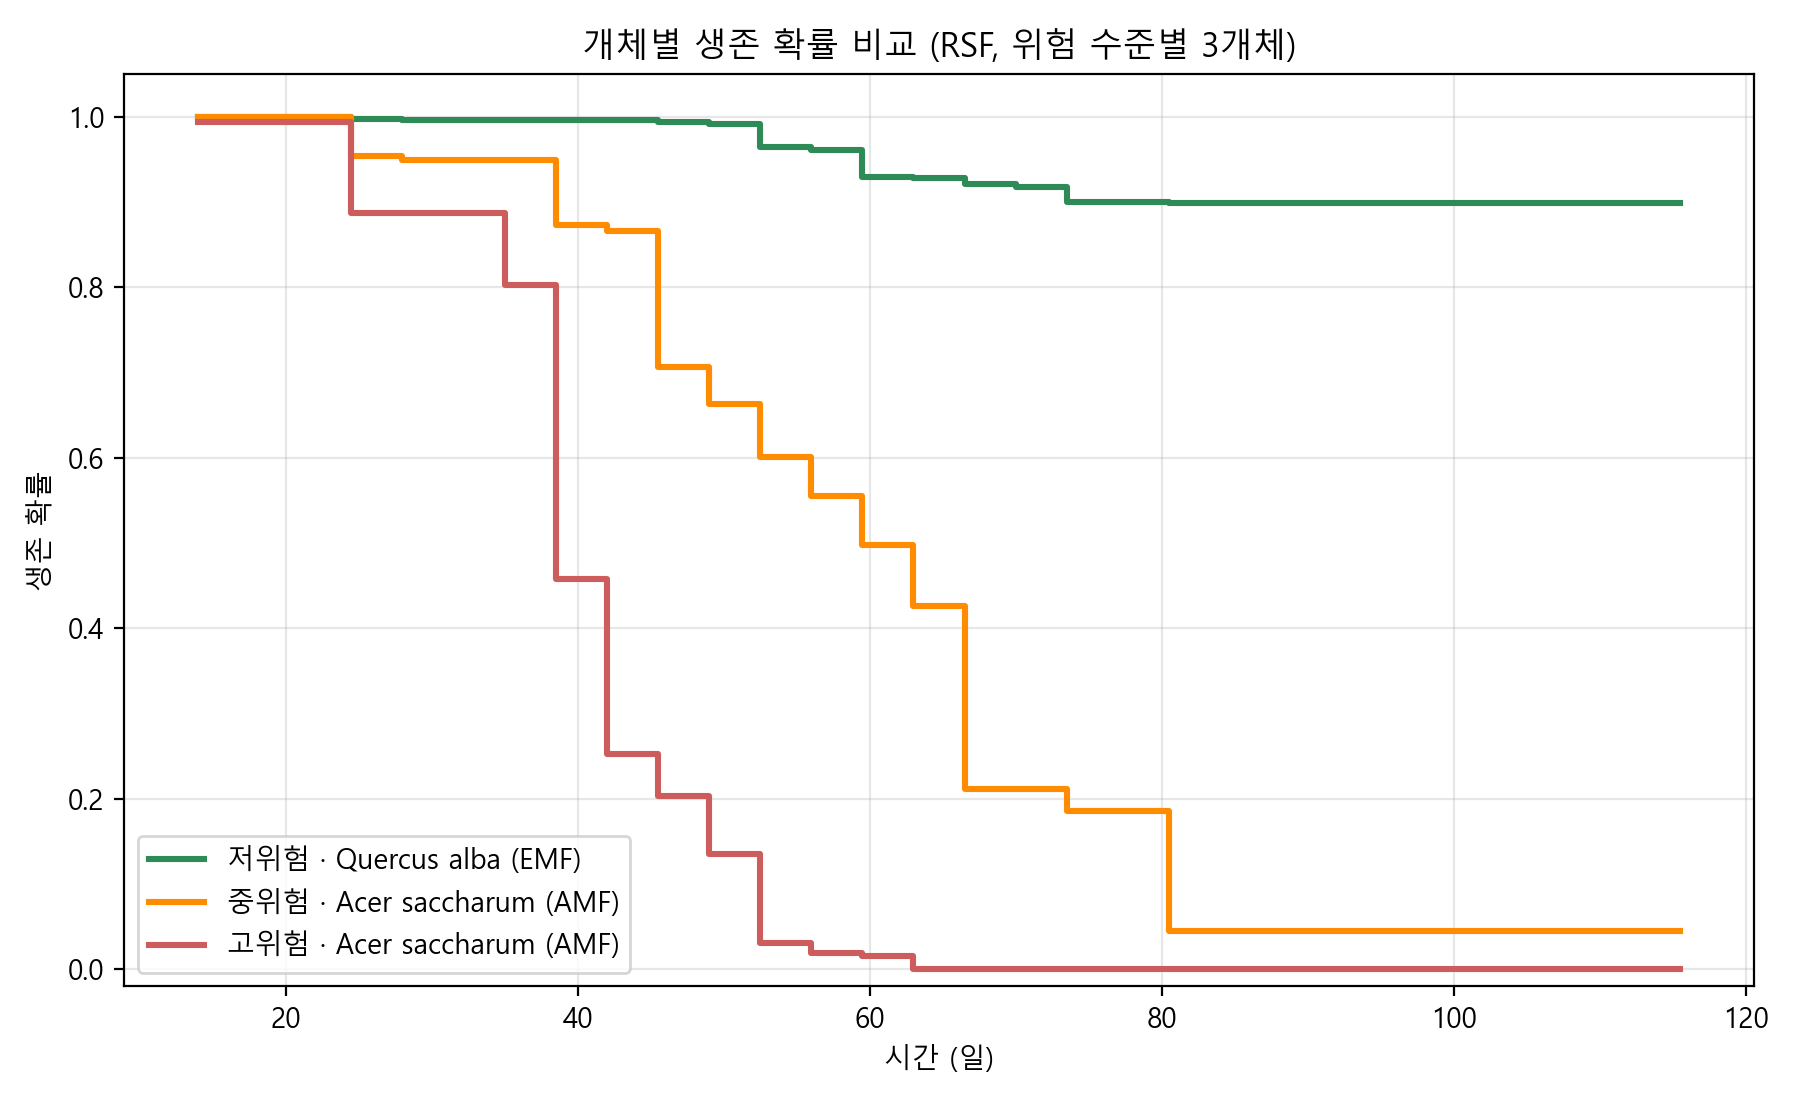 개체별 생존 확률 비교 (RSF, 위험 수준별 3개체)
생존 확률
1.0
0.8
0.6
0.4
0.2
0.0
저위험 · Quercus alba (EMF)
중위험 · Acer saccharum (AMF)
고위험 · Acer saccharum (AMF)
20 40 60 80 100 120
시간 (일)